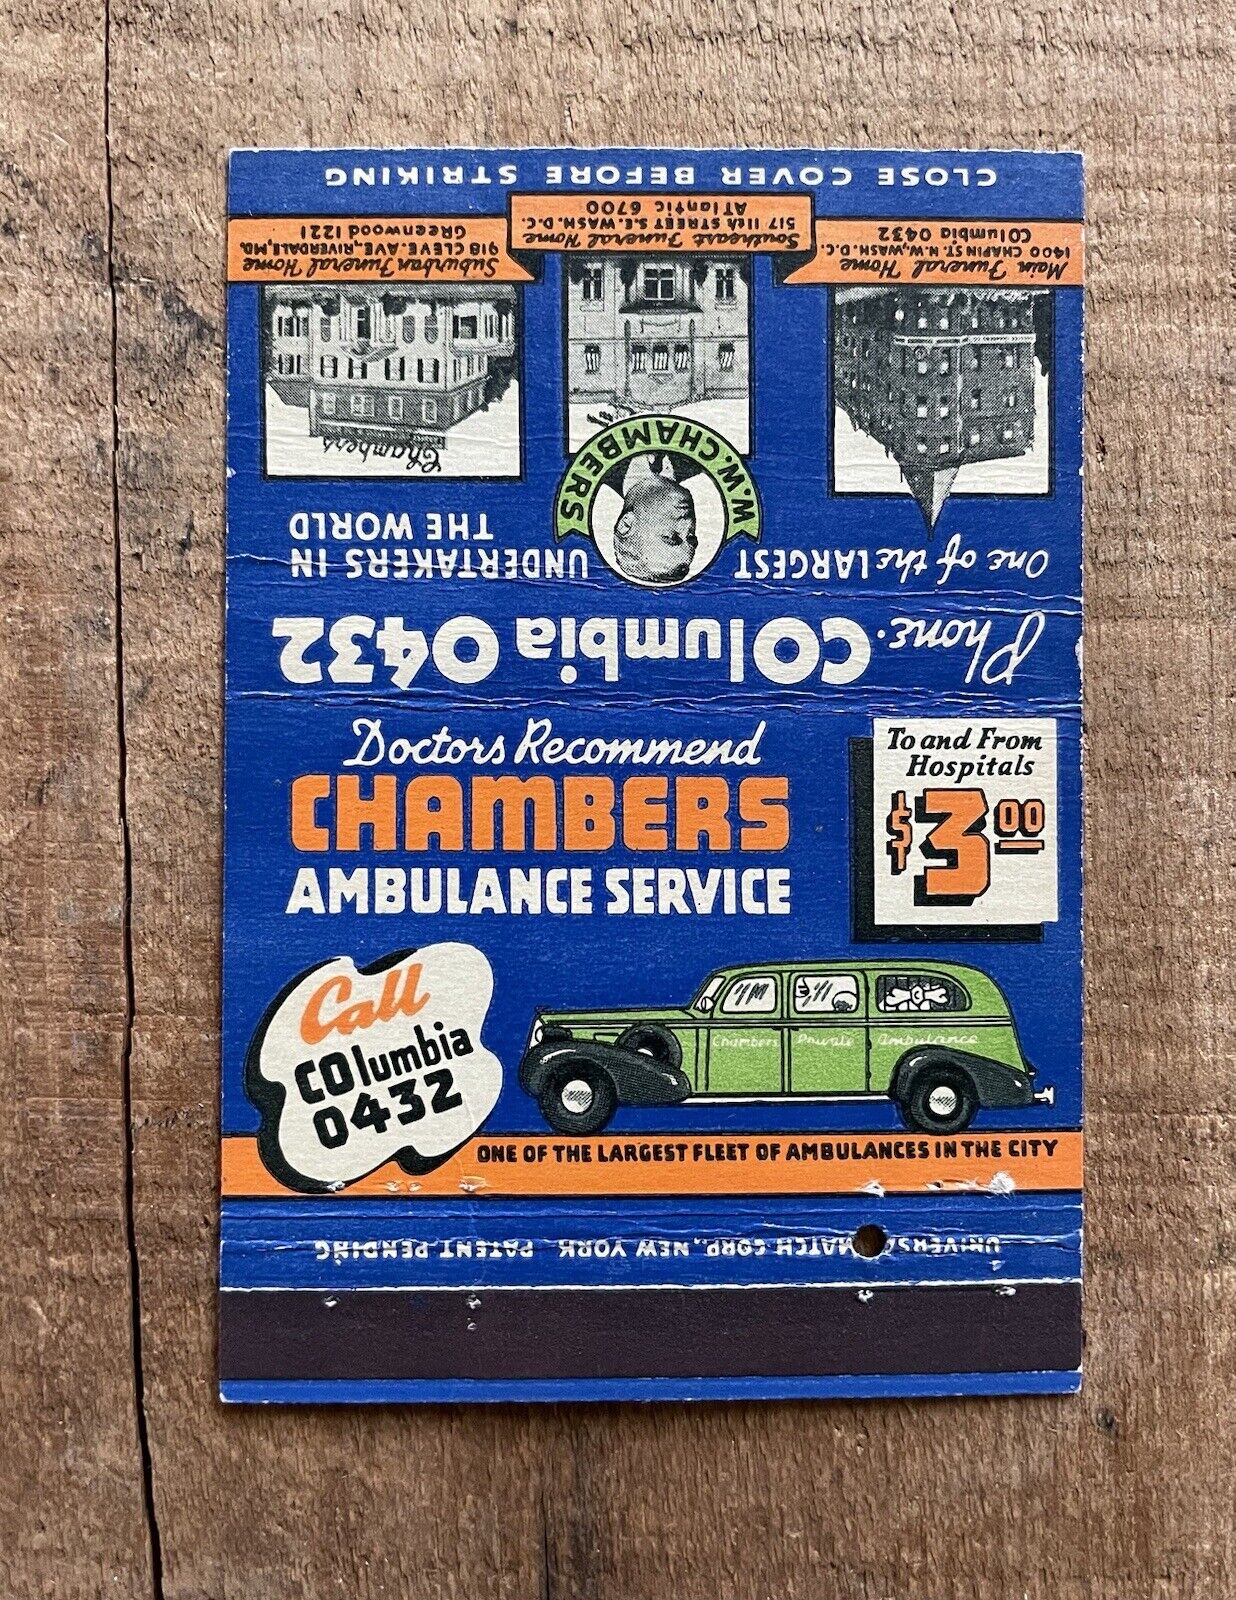 CLOSE COVER BEFORE STRIKING
Main Funeral Home
1400 CHAPIN ST. N.W., WASH. D.C.
COlumbia 0432
Southeast Funeral Home
517 11th STREET S.E. WASH. D.C.
ATlantic 6700
Suburban Funeral Home
918 CLEVE. AVE., RIVERDALE, MD.
GReenwood 1221
Chambers
W.W. CHAMBERS
One of the LARGEST
UNDERTAKERS IN
THE WORLD
Phone · COlumbia 0432
Doctors Recommend
CHAMBERS
AMBULANCE SERVICE
To and From
Hospitals
$3.00
Call
COlumbia
0432
Chambers Private Ambulance
ONE OF THE LARGEST FLEET OF AMBULANCES IN THE CITY
MATCH CORP., NEW YORK PATENT PENDING